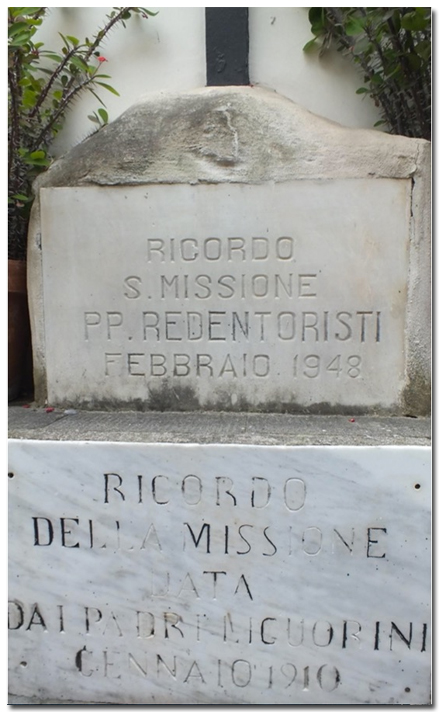 RICORDO
S. MISSIONE
PP. REDENTORISTI
FEBBRAIO. 1948
RICORDO
DELLA MISSIONE
DATA
DAI PADRI LIGUORINI
GENNAIO 1910